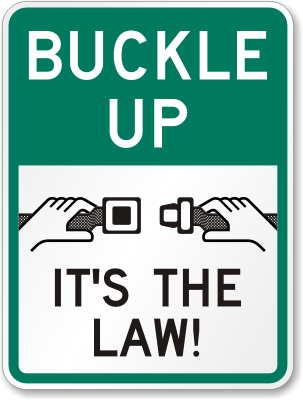 BUCKLE
UP
IT'S THE
LAW!